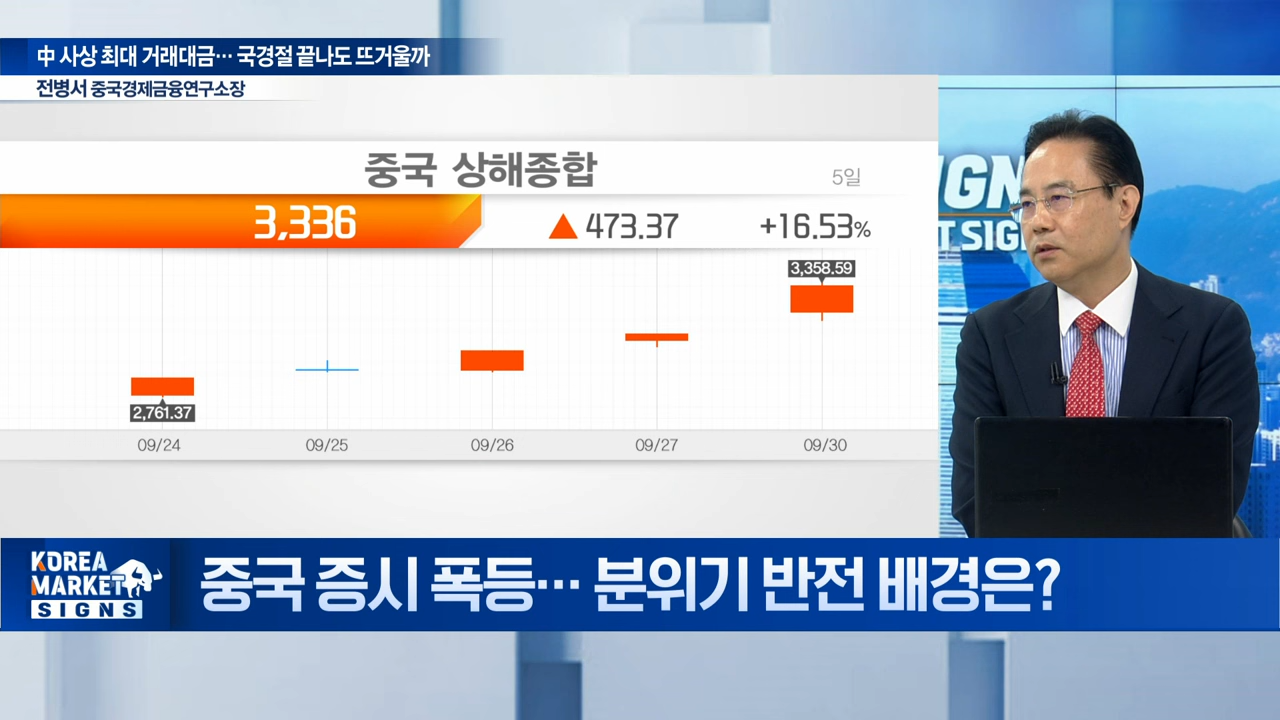 中 사상 최대 거래대금… 국경절 끝나도 뜨거울까
전병서 중국경제금융연구소장
중국 상해종합
5일
3,336
▲ 473.37
+16.53%
3,358.59
2,761.37
09/24
09/25
09/26
09/27
09/30
IGN
T SIG
KOREA
MARKET
SIGNS
중국 증시 폭등… 분위기 반전 배경은?